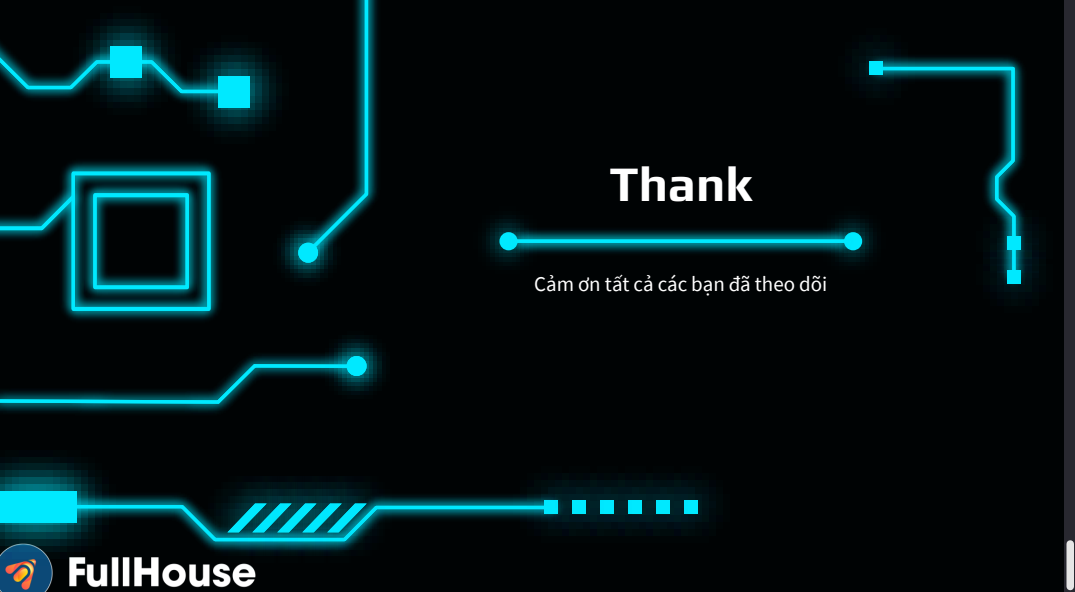 Thank
Cảm ơn tất cả các bạn đã theo dõi
FullHouse